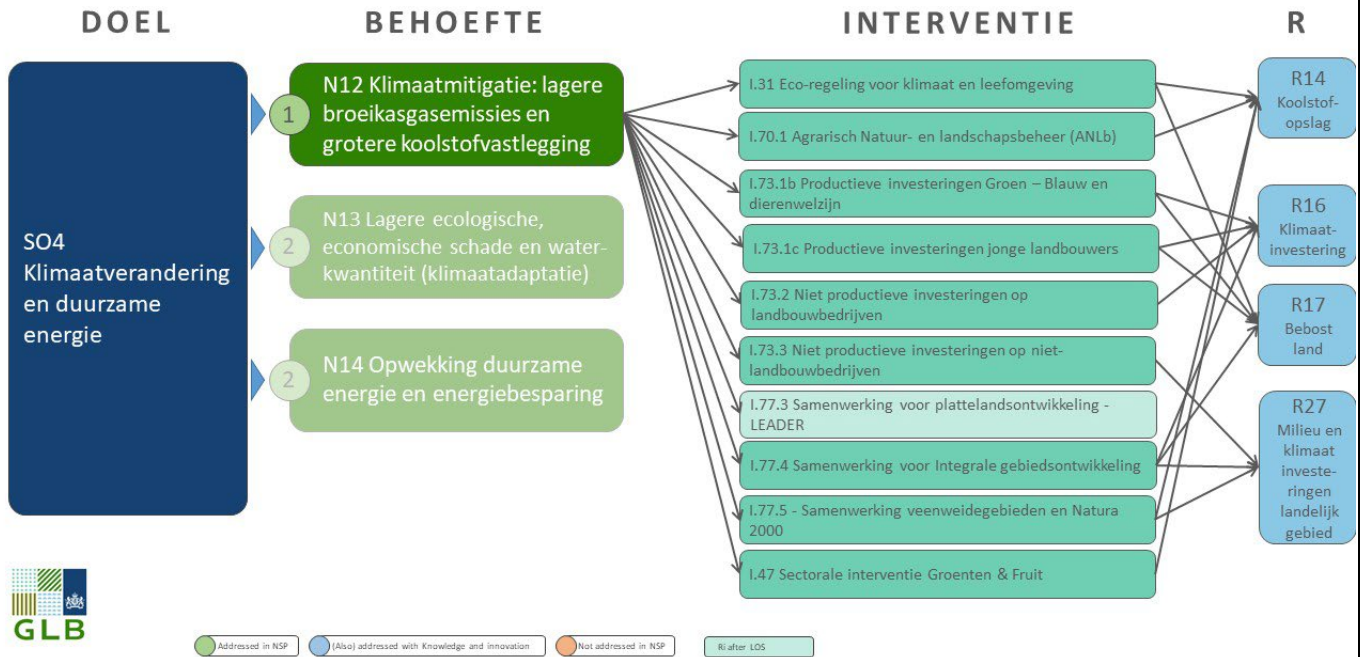 DOEL
BEHOEFTE
INTERVENTIE
R
SO4
Klimaatverandering
en duurzame
energie
1
N12 Klimaatmitigatie: lagere
broeikasgasemissies en
grotere koolstofvastlegging
2
N13 Lagere ecologische,
economische schade en water-
kwantiteit (klimaatadaptatie)
2
N14 Opwekking duurzame
energie en energiebesparing
I.31 Eco-regeling voor klimaat en leefomgeving
I.70.1 Agrarisch Natuur- en landschapsbeheer (ANLb)
I.73.1b Productieve investeringen Groen – Blauw en
dierenwelzijn
I.73.1c Productieve investeringen jonge landbouwers
I.73.2 Niet productieve investeringen op
landbouwbedrijven
I.73.3 Niet productieve investeringen op niet-
landbouwbedrijven
I.77.3 Samenwerking voor plattelandsontwikkeling -
LEADER
I.77.4 Samenwerking voor Integrale gebiedsontwikkeling
I.77.5 - Samenwerking veenweidegebieden en Natura
2000
I.47 Sectorale interventie Groenten & Fruit
R14
Koolstof-
opslag
R16
Klimaat-
investering
R17
Bebost
land
R27
Milieu en
klimaat
investe-
ringen
landelijk
gebied
GLB
Addressed in NSP
(Also) addressed with Knowledge and innovation
Not addressed in NSP
Ri after LOS